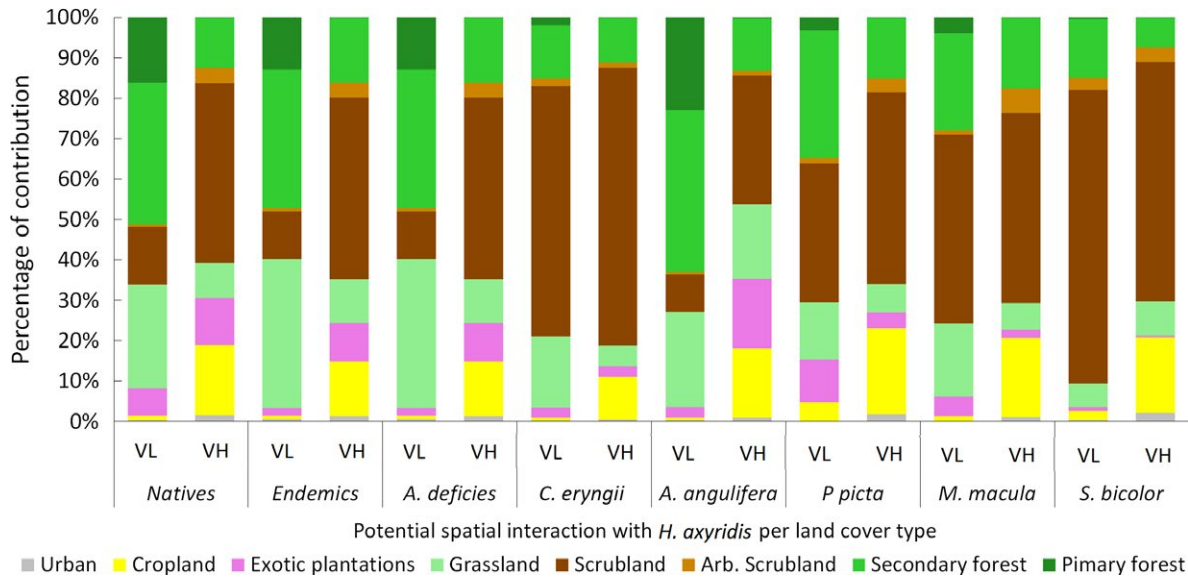 100%
90%
80%
70%
60%
50%
40%
30%
20%
10%
0%
Percentage of contribution
VL VH VL VH VL VH VL VH VL VH VL VH VL VH VL VH
Natives Endemics A. deficies C. eryngii A. angulifera P picta M. macula S. bicolor
Potential spatial interaction with H. axyridis per land cover type
Urban Cropland Exotic plantations Grassland Scrubland Arb. Scrubland Secondary forest Pimary forest